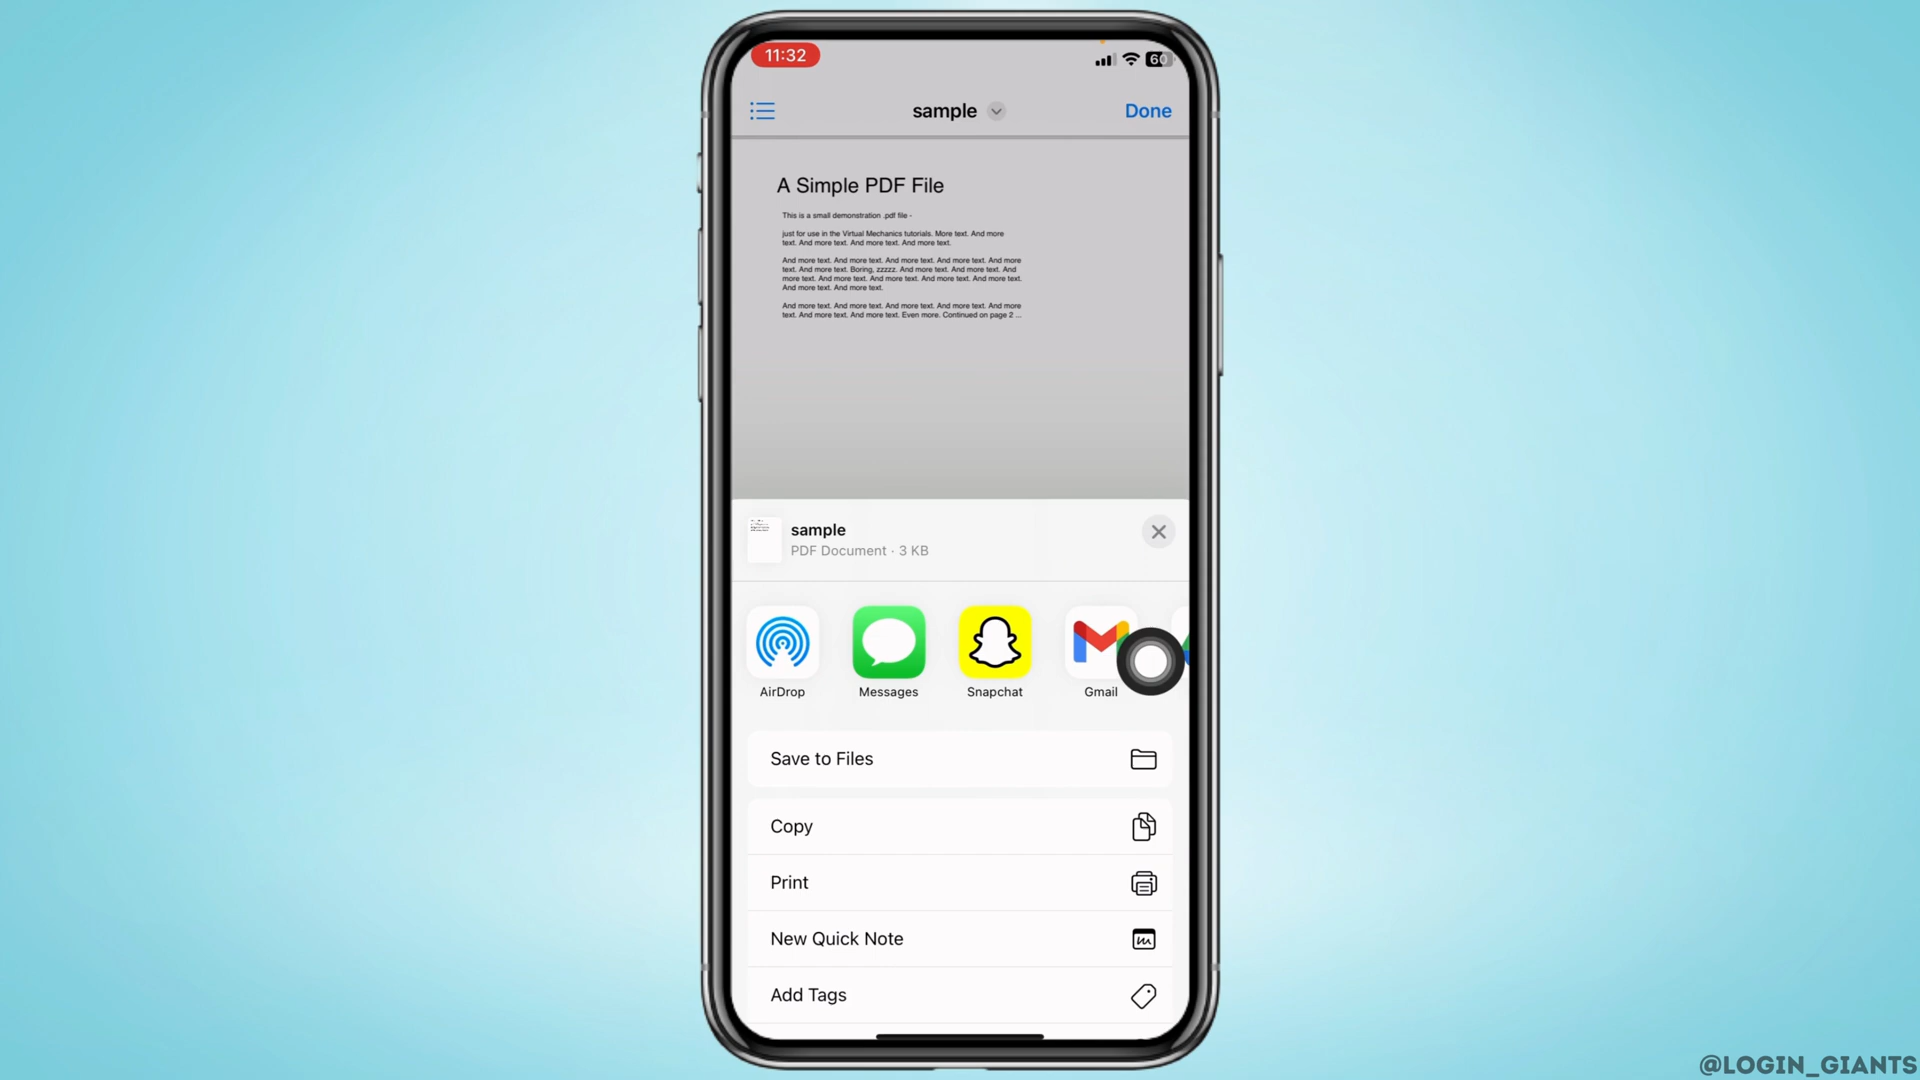 11:32
60
sample
Done
A Simple PDF File
This is a small demonstration .pdf file -
just for use in the Virtual Mechanics tutorials. More text. And more
text. And more text. And more text. And more text.
And more text. And more text. And more text. And more text. And more
text. And more text. Boring, zzzzz. And more text. And more text. And
more text. And more text. And more text. And more text. And more text.
And more text. And more text.
And more text. And more text. And more text. And more text. And more
text. And more text. And more text. Even more. Continued on page 2 ...
sample
PDF Document · 3 KB
AirDrop
Messages
Snapchat
Gmail
Save to Files
Copy
Print
New Quick Note
Add Tags
@LOGIN_GIANTS